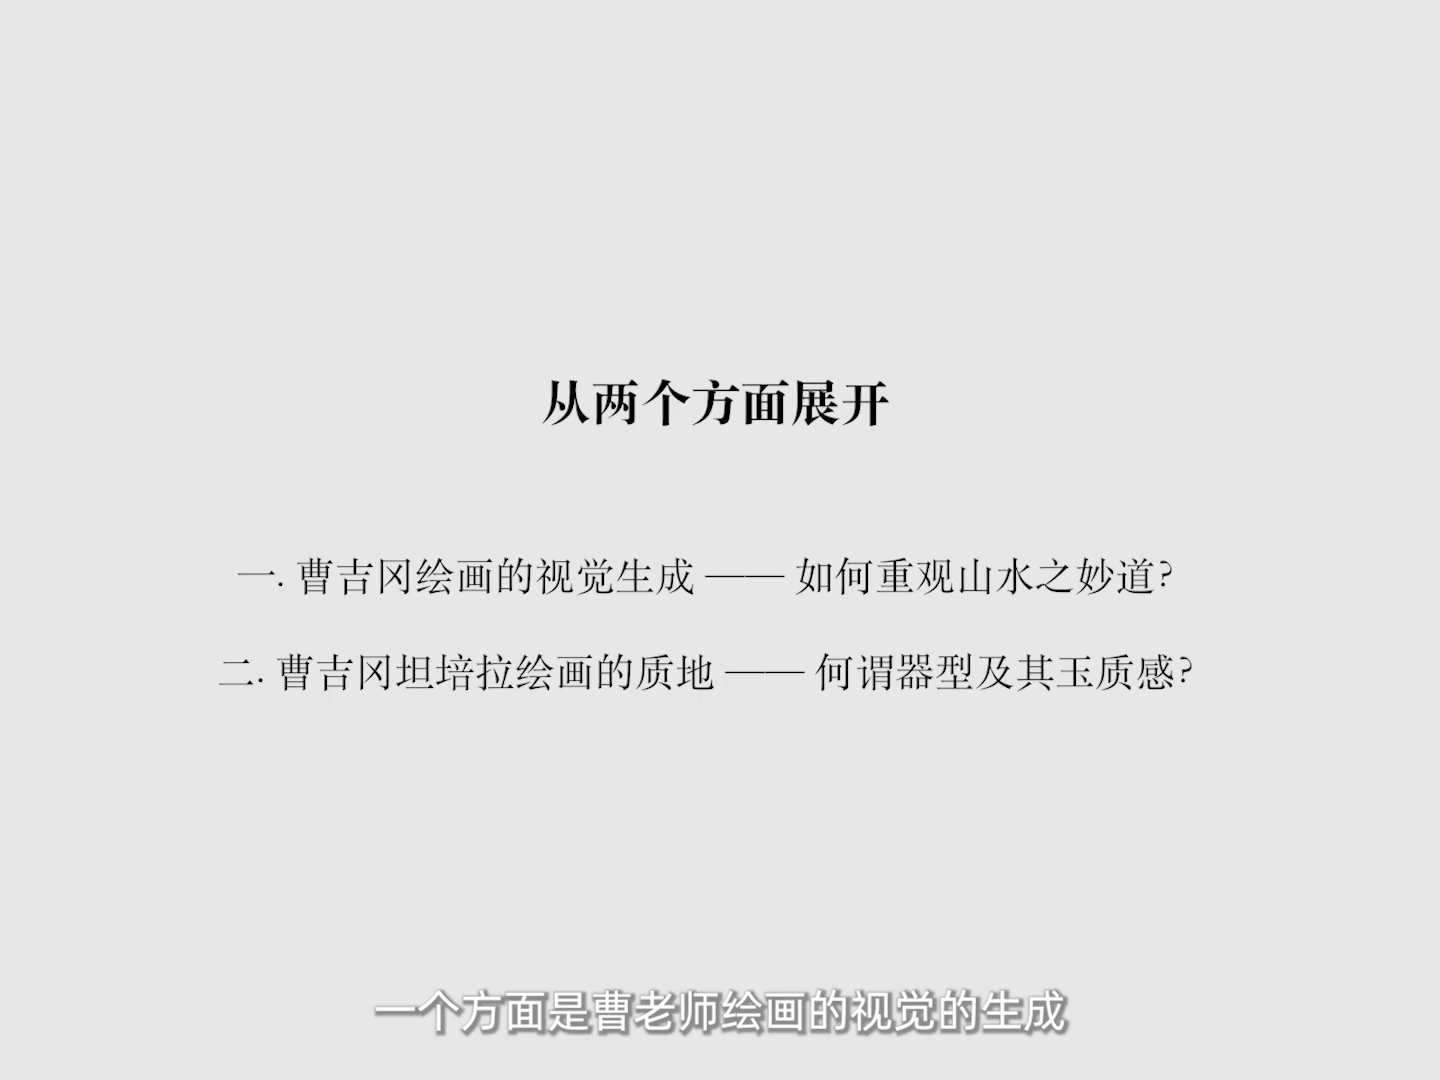 从两个方面展开
一. 曹吉冈绘画的视觉生成 —— 如何重观山水之妙道?
二. 曹吉冈坦培拉绘画的质地 —— 何谓器型及其玉质感?
一个方面是曹老师绘画的视觉的生成